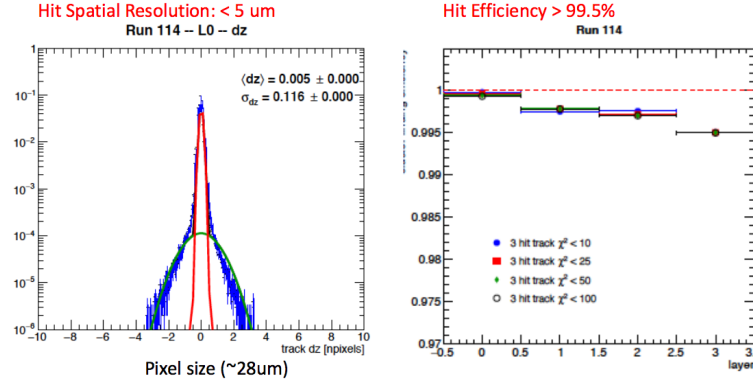 Hit Spatial Resolution: < 5 um
Run 114 -- L0 -- dz
⟨dz⟩ = 0.005 ± 0.000
σdz = 0.116 ± 0.000
1
10⁻¹
10⁻²
10⁻³
10⁻⁴
10⁻⁵
10⁻⁶
−10 −8 −6 −4 −2 0 2 4 6 8 10
track dz [npixels]
Pixel size (~28um)
Hit Efficiency > 99.5%
Run 114
1
0.995
0.99
0.985
0.98
0.975
0.97
3 hit track χ² < 10
3 hit track χ² < 25
3 hit track χ² < 50
3 hit track χ² < 100
−0.5 0 0.5 1 1.5 2 2.5 3 3.5
layer